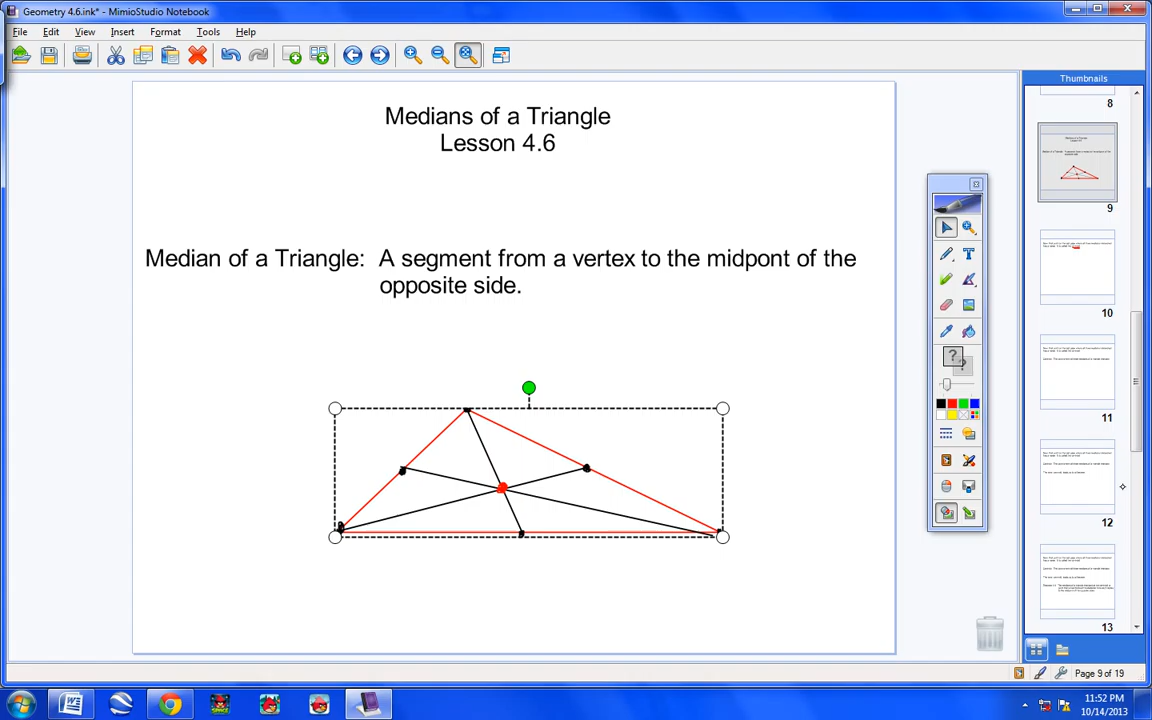 Geometry 4.6.ink* - MimioStudio Notebook
File Edit View Insert Format Tools Help
Thumbnails
Medians of a Triangle
Lesson 4.6
Median of a Triangle: A segment from a vertex to the midpont of the
opposite side.
8
9
10
11
12
13
Page 9 of 19
11:52 PM
10/14/2013